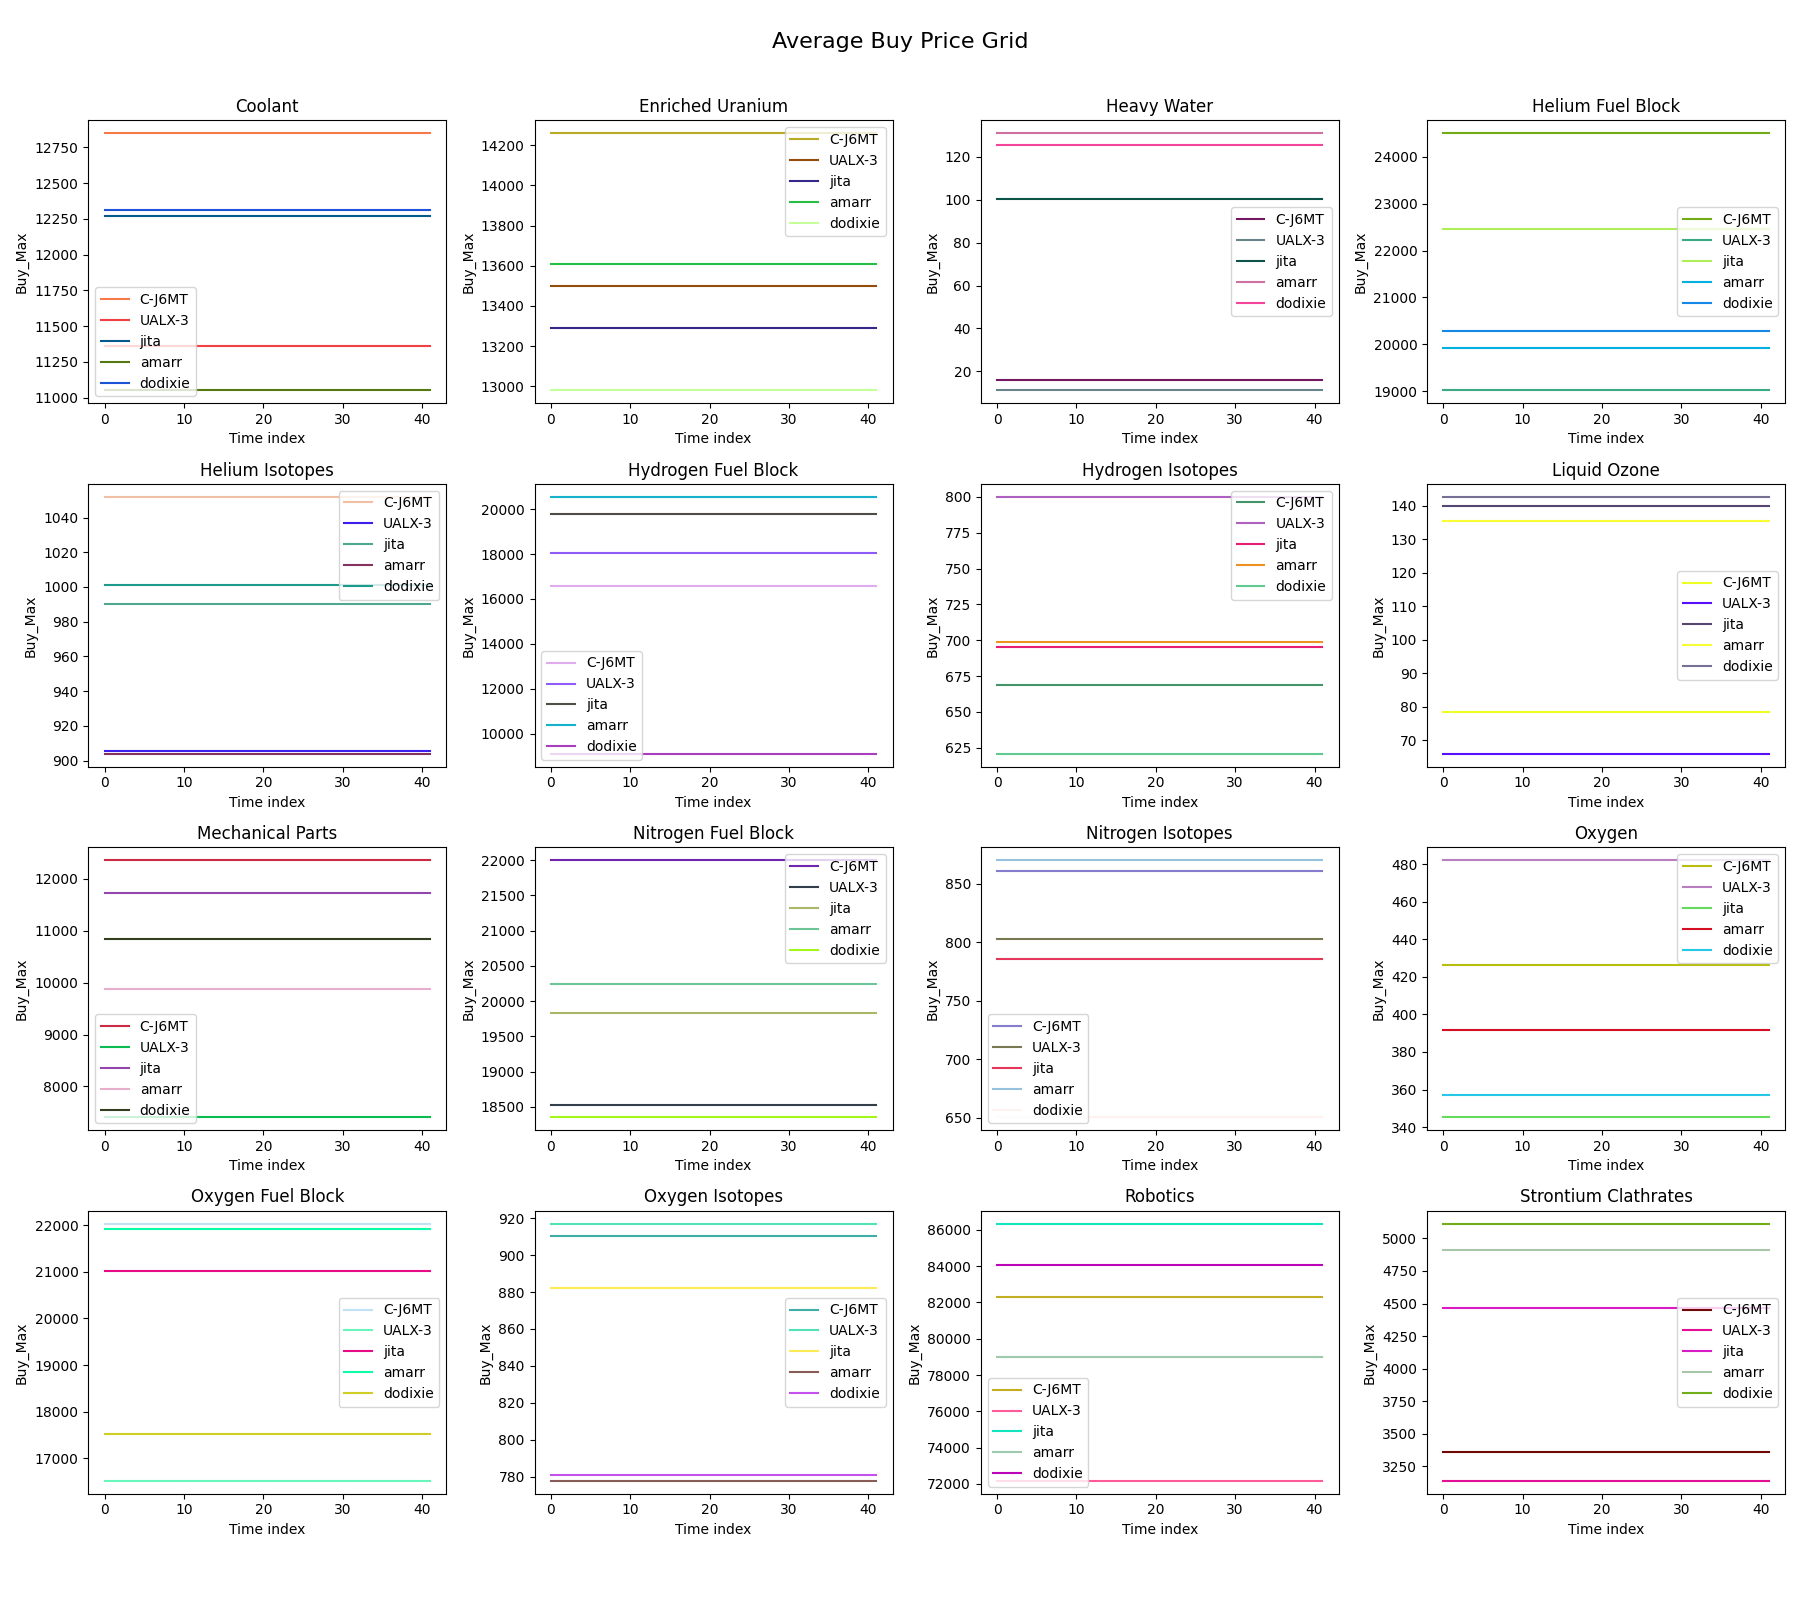 Average Buy Price Grid
Coolant
Buy_Max
12750
12500
12250
12000
11750
11500
11250
11000
C-J6MT
UALX-3
jita
amarr
dodixie
0 10 20 30 40
Time index
Enriched Uranium
Buy_Max
14200
14000
13800
13600
13400
13200
13000
C-J6MT
UALX-3
jita
amarr
dodixie
0 10 20 30 40
Time index
Heavy Water
Buy_Max
120
100
80
60
40
20
C-J6MT
UALX-3
jita
amarr
dodixie
0 10 20 30 40
Time index
Helium Fuel Block
Buy_Max
24000
23000
22000
21000
20000
19000
C-J6MT
UALX-3
jita
amarr
dodixie
0 10 20 30 40
Time index
Helium Isotopes
Buy_Max
1040
1020
1000
980
960
940
920
900
C-J6MT
UALX-3
jita
amarr
dodixie
0 10 20 30 40
Time index
Hydrogen Fuel Block
Buy_Max
20000
18000
16000
14000
12000
10000
C-J6MT
UALX-3
jita
amarr
dodixie
0 10 20 30 40
Time index
Hydrogen Isotopes
Buy_Max
800
775
750
725
700
675
650
625
C-J6MT
UALX-3
jita
amarr
dodixie
0 10 20 30 40
Time index
Liquid Ozone
Buy_Max
140
130
120
110
100
90
80
70
C-J6MT
UALX-3
jita
amarr
dodixie
0 10 20 30 40
Time index
Mechanical Parts
Buy_Max
12000
11000
10000
9000
8000
C-J6MT
UALX-3
jita
amarr
dodixie
0 10 20 30 40
Time index
Nitrogen Fuel Block
Buy_Max
22000
21500
21000
20500
20000
19500
19000
18500
C-J6MT
UALX-3
jita
amarr
dodixie
0 10 20 30 40
Time index
Nitrogen Isotopes
Buy_Max
850
800
750
700
650
C-J6MT
UALX-3
jita
amarr
dodixie
0 10 20 30 40
Time index
Oxygen
Buy_Max
480
460
440
420
400
380
360
340
C-J6MT
UALX-3
jita
amarr
dodixie
0 10 20 30 40
Time index
Oxygen Fuel Block
Buy_Max
22000
21000
20000
19000
18000
17000
C-J6MT
UALX-3
jita
amarr
dodixie
0 10 20 30 40
Time index
Oxygen Isotopes
Buy_Max
920
900
880
860
840
820
800
780
C-J6MT
UALX-3
jita
amarr
dodixie
0 10 20 30 40
Time index
Robotics
Buy_Max
86000
84000
82000
80000
78000
76000
74000
72000
C-J6MT
UALX-3
jita
amarr
dodixie
0 10 20 30 40
Time index
Strontium Clathrates
Buy_Max
5000
4750
4500
4250
4000
3750
3500
3250
C-J6MT
UALX-3
jita
amarr
dodixie
0 10 20 30 40
Time index